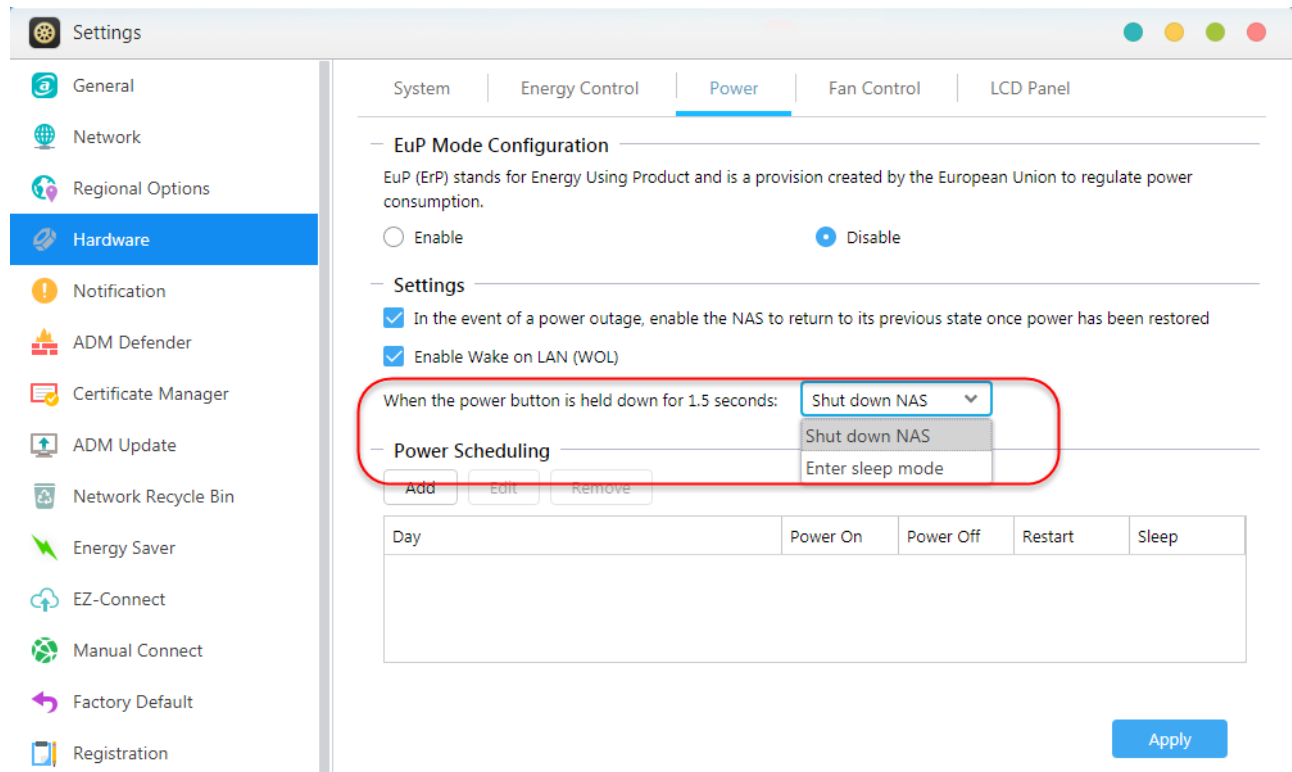 Settings
General
Network
Regional Options
Hardware
Notification
ADM Defender
Certificate Manager
ADM Update
Network Recycle Bin
Energy Saver
EZ-Connect
Manual Connect
Factory Default
Registration
System Energy Control Power Fan Control LCD Panel
EuP Mode Configuration
EuP (ErP) stands for Energy Using Product and is a provision created by the European Union to regulate power
consumption.
Enable Disable
Settings
In the event of a power outage, enable the NAS to return to its previous state once power has been restored
Enable Wake on LAN (WOL)
When the power button is held down for 1.5 seconds: Shut down NAS
Shut down NAS
Enter sleep mode
Power Scheduling
Add Edit Remove
Day Power On Power Off Restart Sleep
Apply